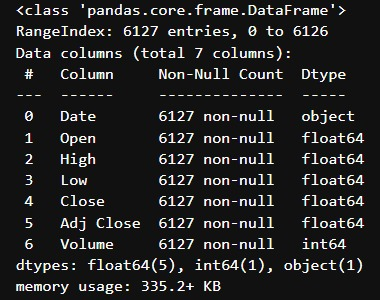 <class 'pandas.core.frame.DataFrame'>
RangeIndex: 6127 entries, 0 to 6126
Data columns (total 7 columns):
 #   Column     Non-Null Count  Dtype
---  ------     --------------  -----
 0   Date       6127 non-null   object
 1   Open       6127 non-null   float64
 2   High       6127 non-null   float64
 3   Low        6127 non-null   float64
 4   Close      6127 non-null   float64
 5   Adj Close  6127 non-null   float64
 6   Volume     6127 non-null   int64
dtypes: float64(5), int64(1), object(1)
memory usage: 335.2+ KB